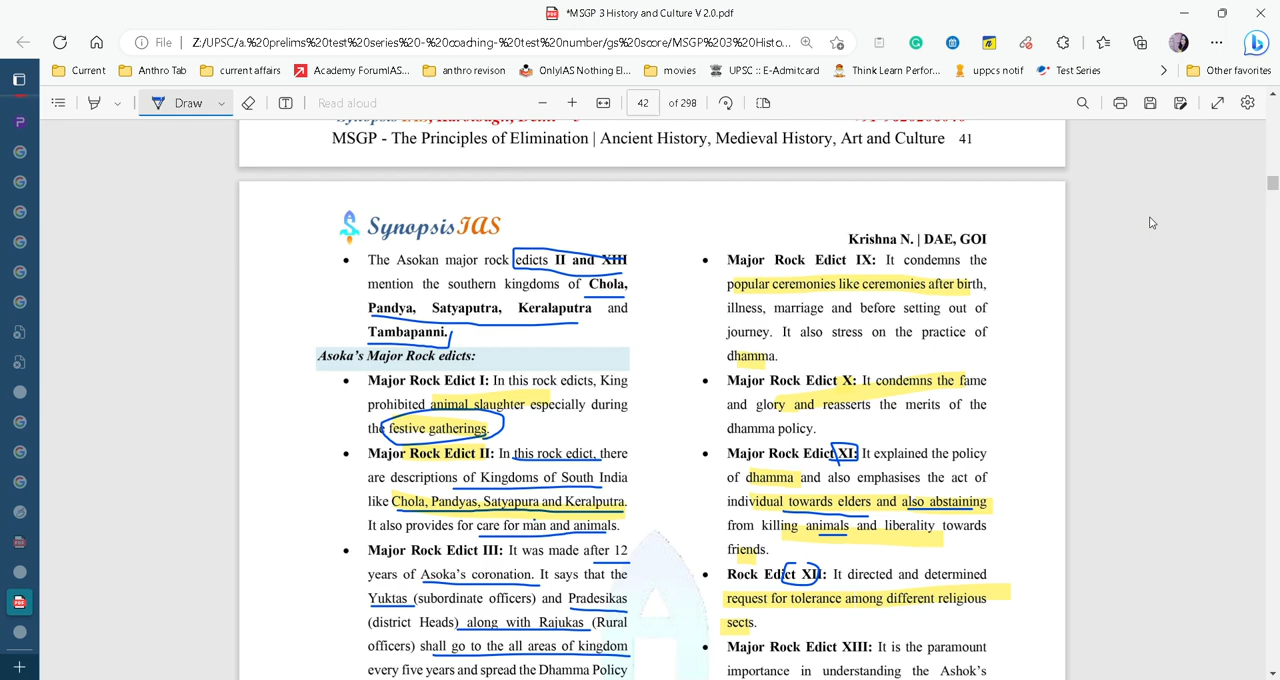 *MSGP 3 History and Culture V 2.0.pdf
File Z:/UPSC/a.%20prelims%20test%20series%20-%20coaching-%20test%20number/gs%20score/MSGP%203%20Histo...
Current Anthro Tab current affairs Academy ForumIAS... anthro revison OnlyIAS Nothing El... movies UPSC :: E-Admitcard Think Learn Perfor... uppcs notif Test Series Other favorites
Draw Read aloud 42 of 298
MSGP - The Principles of Elimination | Ancient History, Medieval History, Art and Culture 41
Synopsis IAS
Krishna N. | DAE, GOI
• The Asokan major rock edicts II and XIII
mention the southern kingdoms of Chola,
Pandya, Satyaputra, Keralaputra and
Tambapanni.
Asoka's Major Rock edicts:
• Major Rock Edict I: In this rock edicts, King
prohibited animal slaughter especially during
the festive gatherings.
• Major Rock Edict II: In this rock edict, there
are descriptions of Kingdoms of South India
like Chola, Pandyas, Satyapura and Keralputra.
It also provides for care for man and animals.
• Major Rock Edict III: It was made after 12
years of Asoka's coronation. It says that the
Yuktas (subordinate officers) and Pradesikas
(district Heads) along with Rajukas (Rural
officers) shall go to the all areas of kingdom
every five years and spread the Dhamma Policy
• Major Rock Edict IX: It condemns the
popular ceremonies like ceremonies after birth,
illness, marriage and before setting out of
journey. It also stress on the practice of
dhamma.
• Major Rock Edict X: It condemns the fame
and glory and reasserts the merits of the
dhamma policy.
• Major Rock Edict XI: It explained the policy
of dhamma and also emphasises the act of
individual towards elders and also abstaining
from killing animals and liberality towards
friends.
• Rock Edict XII: It directed and determined
request for tolerance among different religious
sects.
• Major Rock Edict XIII: It is the paramount
importance in understanding the Ashok's